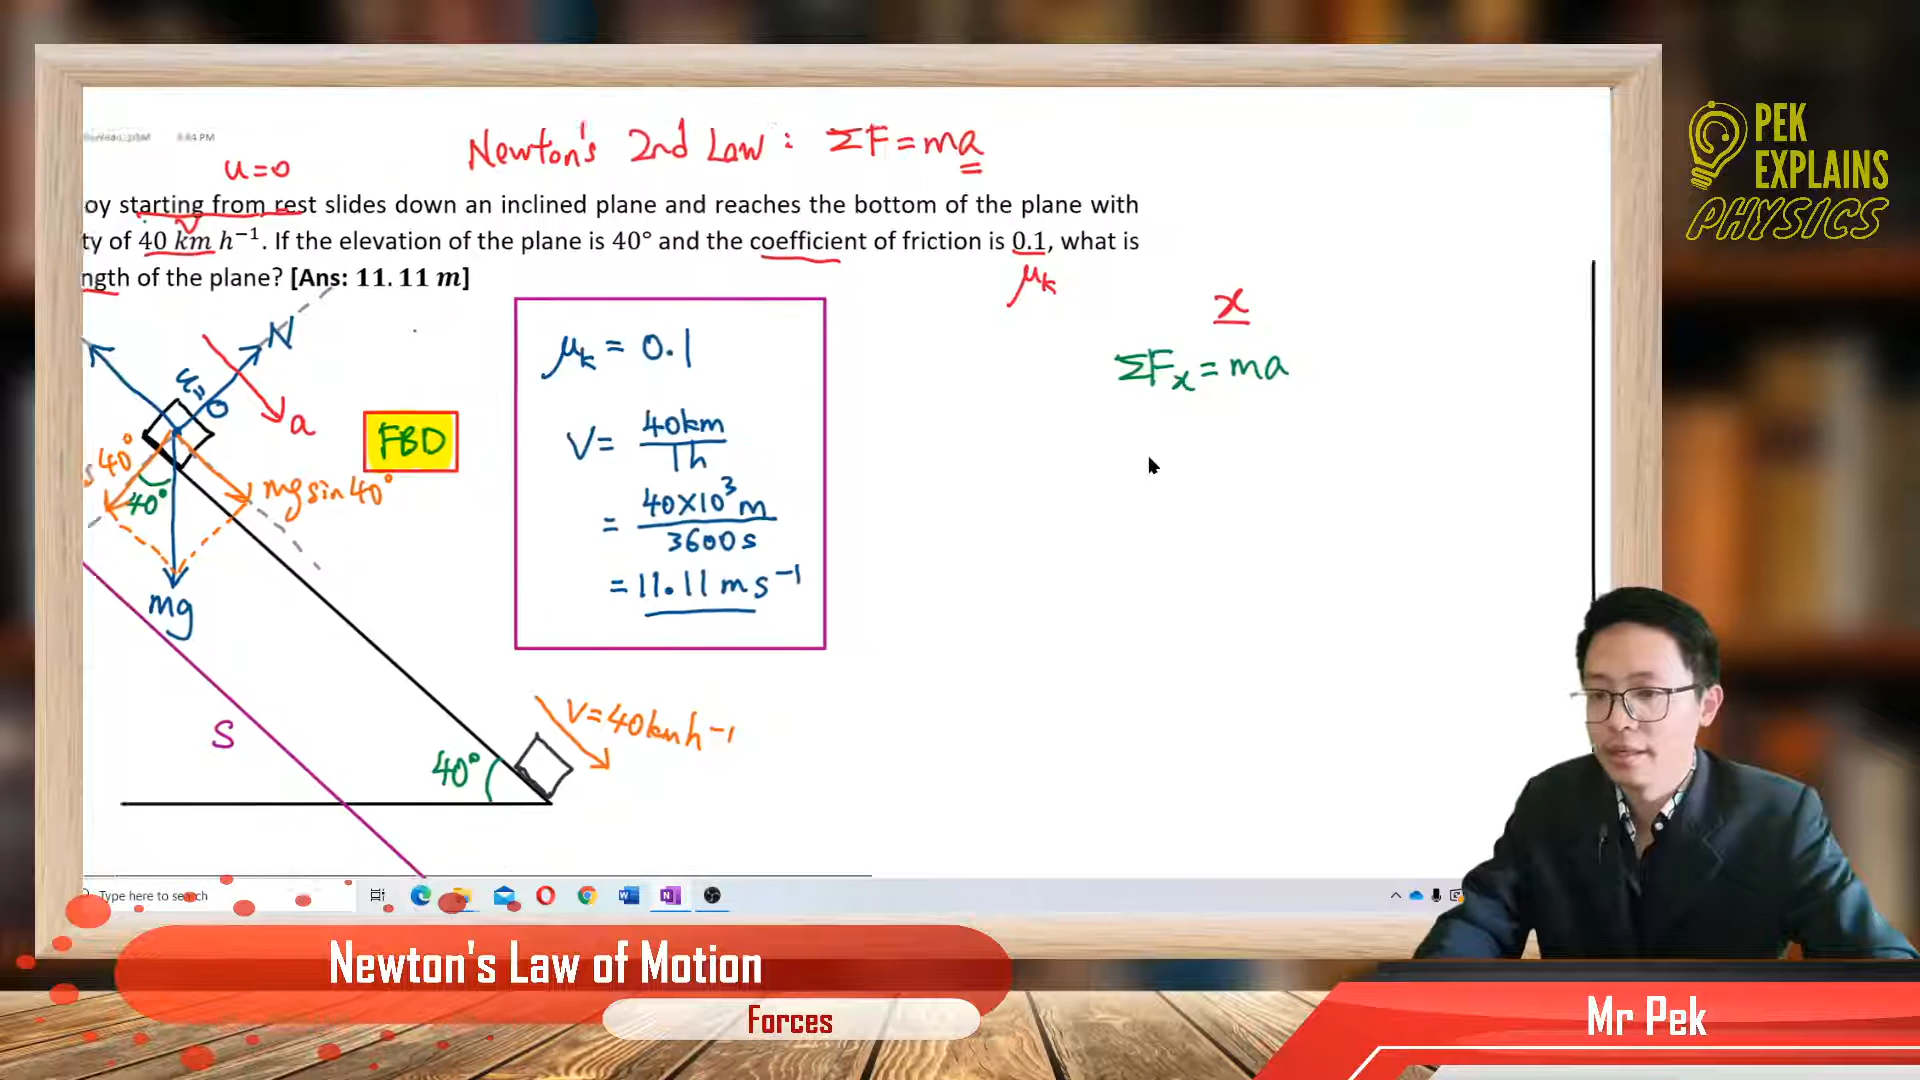 8:84 PM
Newton's 2nd Law : ΣF = ma
u=0
oy starting from rest slides down an inclined plane and reaches the bottom of the plane with
v
ty of 40 km h⁻¹. If the elevation of the plane is 40° and the coefficient of friction is 0.1, what is
ngth of the plane? [Ans: 11.11 m]
μk
x
ΣFx = ma
N
u=0
a
FBD
s 40°
40°
mg sin 40°
mg
μk = 0.1
V = 40km
1h
= 40×10³ m
3600 s
= 11.11 m s⁻¹
S
V=40km h⁻¹
40°
Type here to search
PEK
EXPLAINS
PHYSICS
Newton's Law of Motion
Forces
Mr Pek